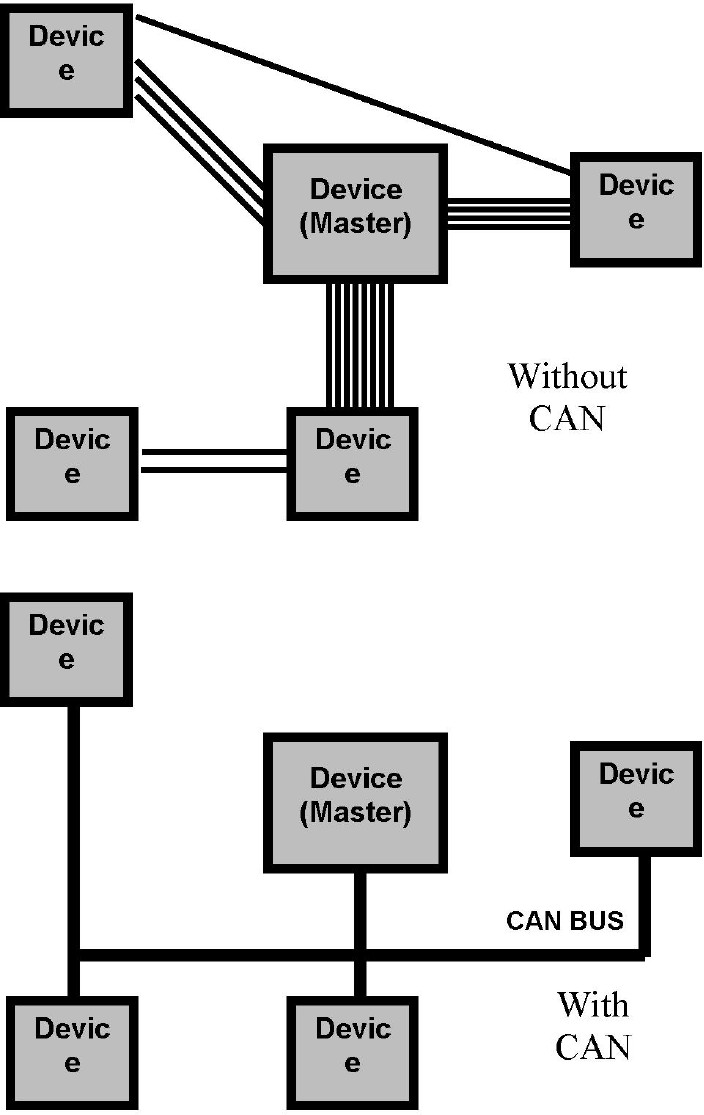 Devic
e
Device
(Master)
Devic
e
Without
CAN
Devic
e
Devic
e
Devic
e
Device
(Master)
Devic
e
CAN BUS
With
CAN
Devic
e
Devic
e